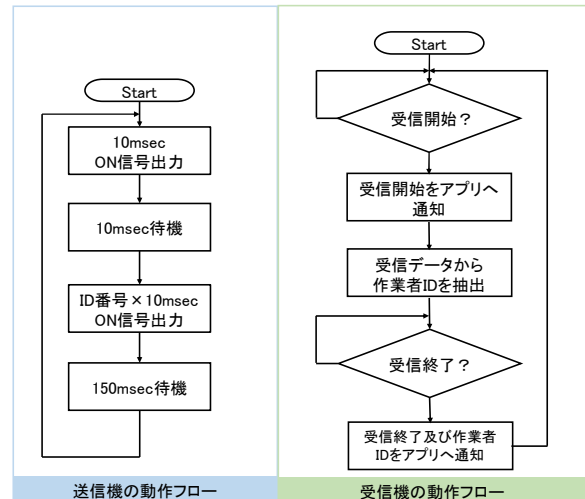 Start
10msec
ON信号出力
10msec待機
ID番号×10msec
ON信号出力
150msec待機
送信機の動作フロー
Start
受信開始？
受信開始をアプリへ
通知
受信データから
作業者IDを抽出
受信終了？
受信終了及び作業者
IDをアプリへ通知
受信機の動作フロー